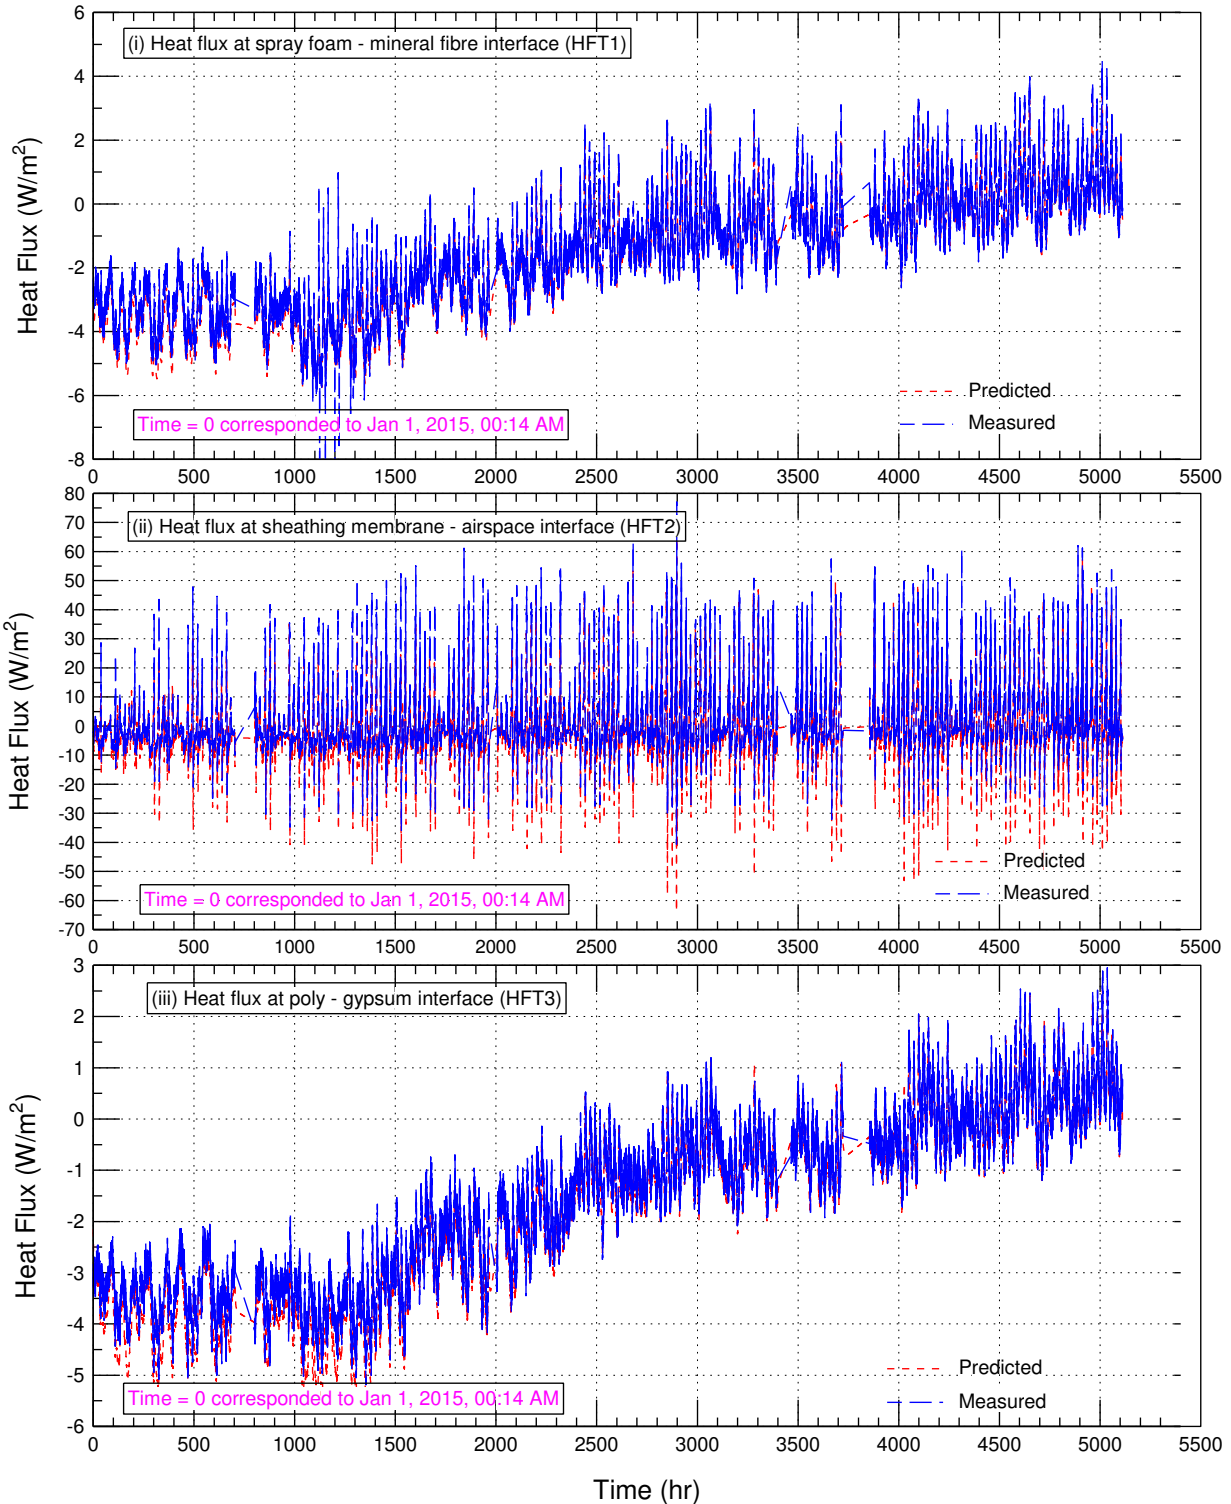 6
4
2
0
-2
-4
-6
-8
Heat Flux (W/m²)
(i) Heat flux at spray foam - mineral fibre interface (HFT1)
Predicted
Measured
Time = 0 corresponded to Jan 1, 2015, 00:14 AM
0 500 1000 1500 2000 2500 3000 3500 4000 4500 5000 5500
80
70
60
50
40
30
20
10
0
-10
-20
-30
-40
-50
-60
-70
Heat Flux (W/m²)
(ii) Heat flux at sheathing membrane - airspace interface (HFT2)
Predicted
Measured
Time = 0 corresponded to Jan 1, 2015, 00:14 AM
0 500 1000 1500 2000 2500 3000 3500 4000 4500 5000 5500
3
2
1
0
-1
-2
-3
-4
-5
-6
Heat Flux (W/m²)
(iii) Heat flux at poly - gypsum interface (HFT3)
Predicted
Measured
Time = 0 corresponded to Jan 1, 2015, 00:14 AM
0 500 1000 1500 2000 2500 3000 3500 4000 4500 5000 5500
Time (hr)